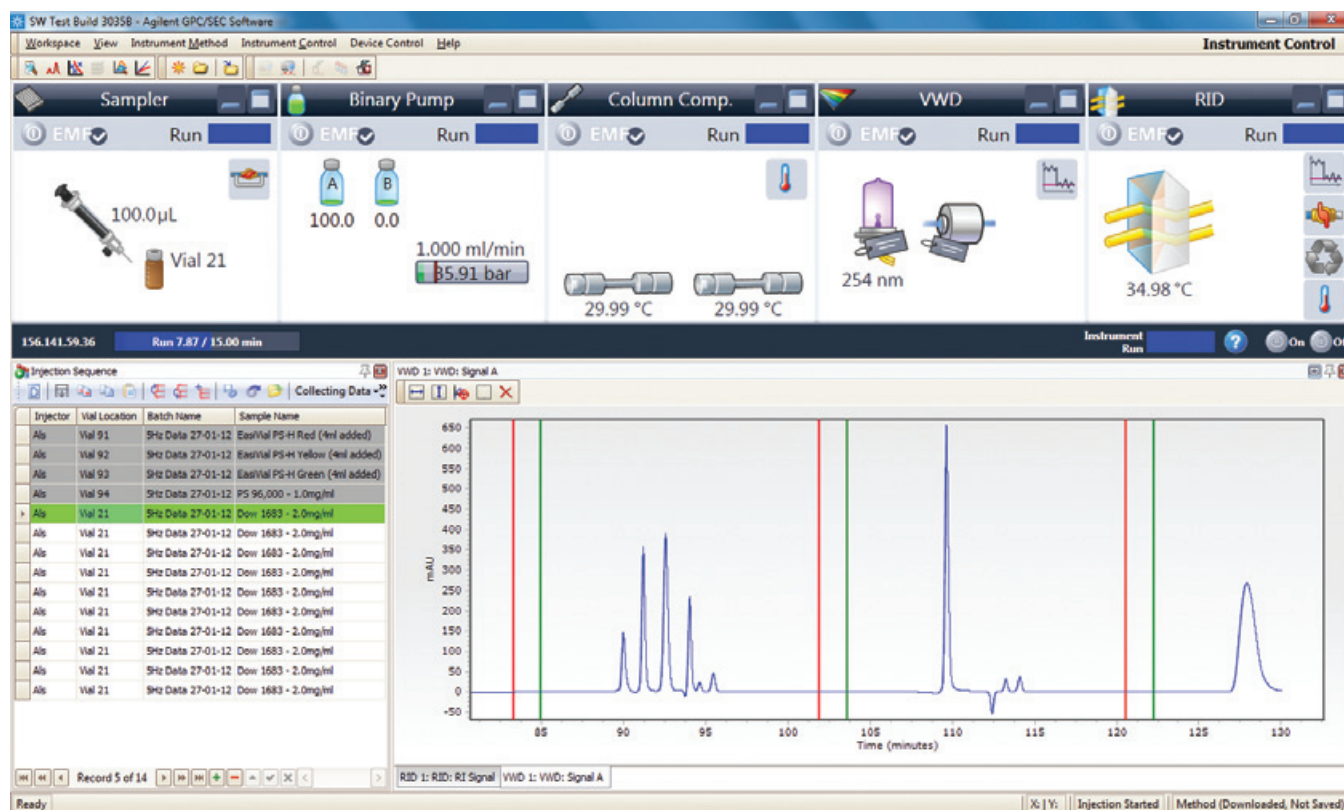 SW Test Build 3035B - Agilent GPC/SEC Software
Workspace View Instrument Method Instrument Control Device Control Help
Instrument Control
Sampler
Binary Pump
Column Comp.
VWD
RID
EMF Run
EMF Run
EMF Run
EMF Run
EMF Run
100.0µL
Vial 21
A B
100.0 0.0
1.000 ml/min
85.91 bar
29.99 °C 29.99 °C
254 nm
34.98 °C
156.141.59.36
Run 7.87 / 15.00 min
Instrument
Run
? On
Injection Sequence
Collecting Data
Injector Vial Location Batch Name Sample Name
Als Vial 91 5Hz Data 27-01-12 EasiVial PS-H Red (4ml added)
Als Vial 92 5Hz Data 27-01-12 EasiVial PS-H Yellow (4ml added)
Als Vial 93 5Hz Data 27-01-12 EasiVial PS-H Green (4ml added)
Als Vial 94 5Hz Data 27-01-12 PS 96,000 - 1.0mg/ml
Als Vial 21 5Hz Data 27-01-12 Dow 1683 - 2.0mg/ml
Als Vial 21 5Hz Data 27-01-12 Dow 1683 - 2.0mg/ml
Als Vial 21 5Hz Data 27-01-12 Dow 1683 - 2.0mg/ml
Als Vial 21 5Hz Data 27-01-12 Dow 1683 - 2.0mg/ml
Als Vial 21 5Hz Data 27-01-12 Dow 1683 - 2.0mg/ml
Als Vial 21 5Hz Data 27-01-12 Dow 1683 - 2.0mg/ml
Als Vial 21 5Hz Data 27-01-12 Dow 1683 - 2.0mg/ml
Als Vial 21 5Hz Data 27-01-12 Dow 1683 - 2.0mg/ml
Als Vial 21 5Hz Data 27-01-12 Dow 1683 - 2.0mg/ml
Als Vial 21 5Hz Data 27-01-12 Dow 1683 - 2.0mg/ml
Record 5 of 14
VWD 1: VWD: Signal A
650
600
550
500
450
400
350
300
250
200
150
100
50
0
-50
mAU
85 90 95 100 105 110 115 120 125 130
Time (minutes)
RID 1: RID: RI Signal VWD 1: VWD: Signal A
Ready
X: | Y: Injection Started Method (Downloaded, Not Saved)